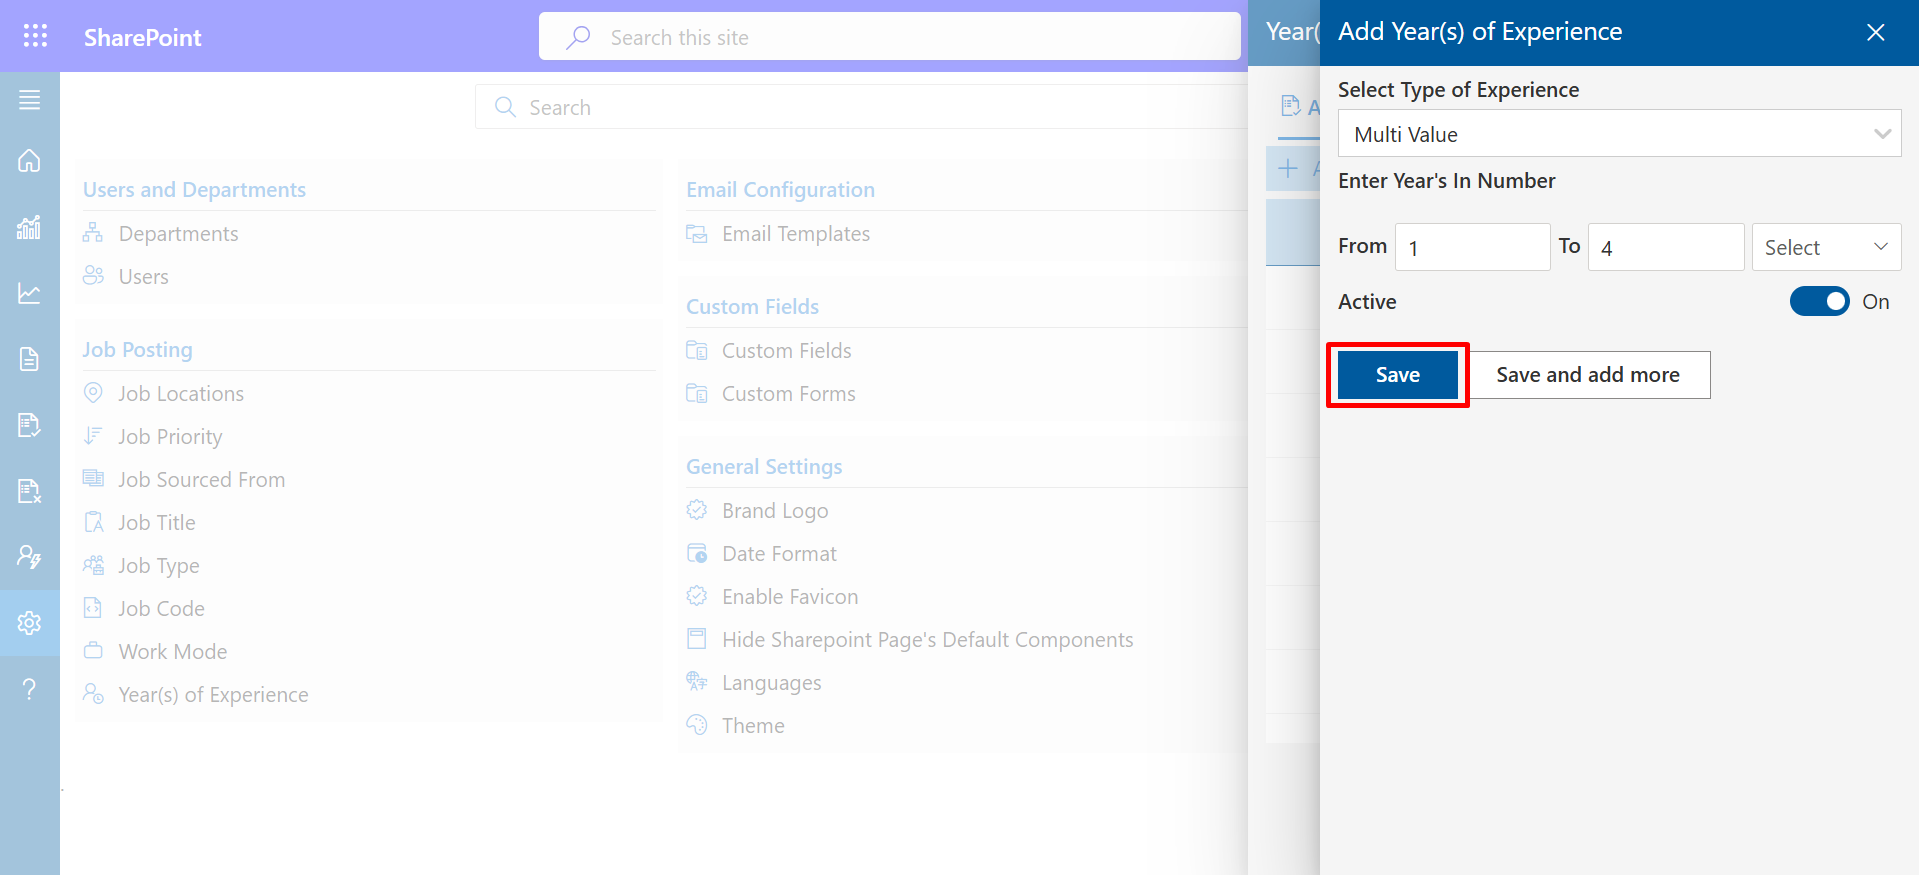 SharePoint
Search this site
Search
Users and Departments
Departments
Users
Job Posting
Job Locations
Job Priority
Job Sourced From
Job Title
Job Type
Job Code
Work Mode
Year(s) of Experience
Email Configuration
Email Templates
Custom Fields
Custom Fields
Custom Forms
General Settings
Brand Logo
Date Format
Enable Favicon
Hide Sharepoint Page's Default Components
Languages
Theme
Year(
A
Add Year(s) of Experience
Select Type of Experience
Multi Value
Enter Year's In Number
From 1 To 4 Select
Active On
Save Save and add more